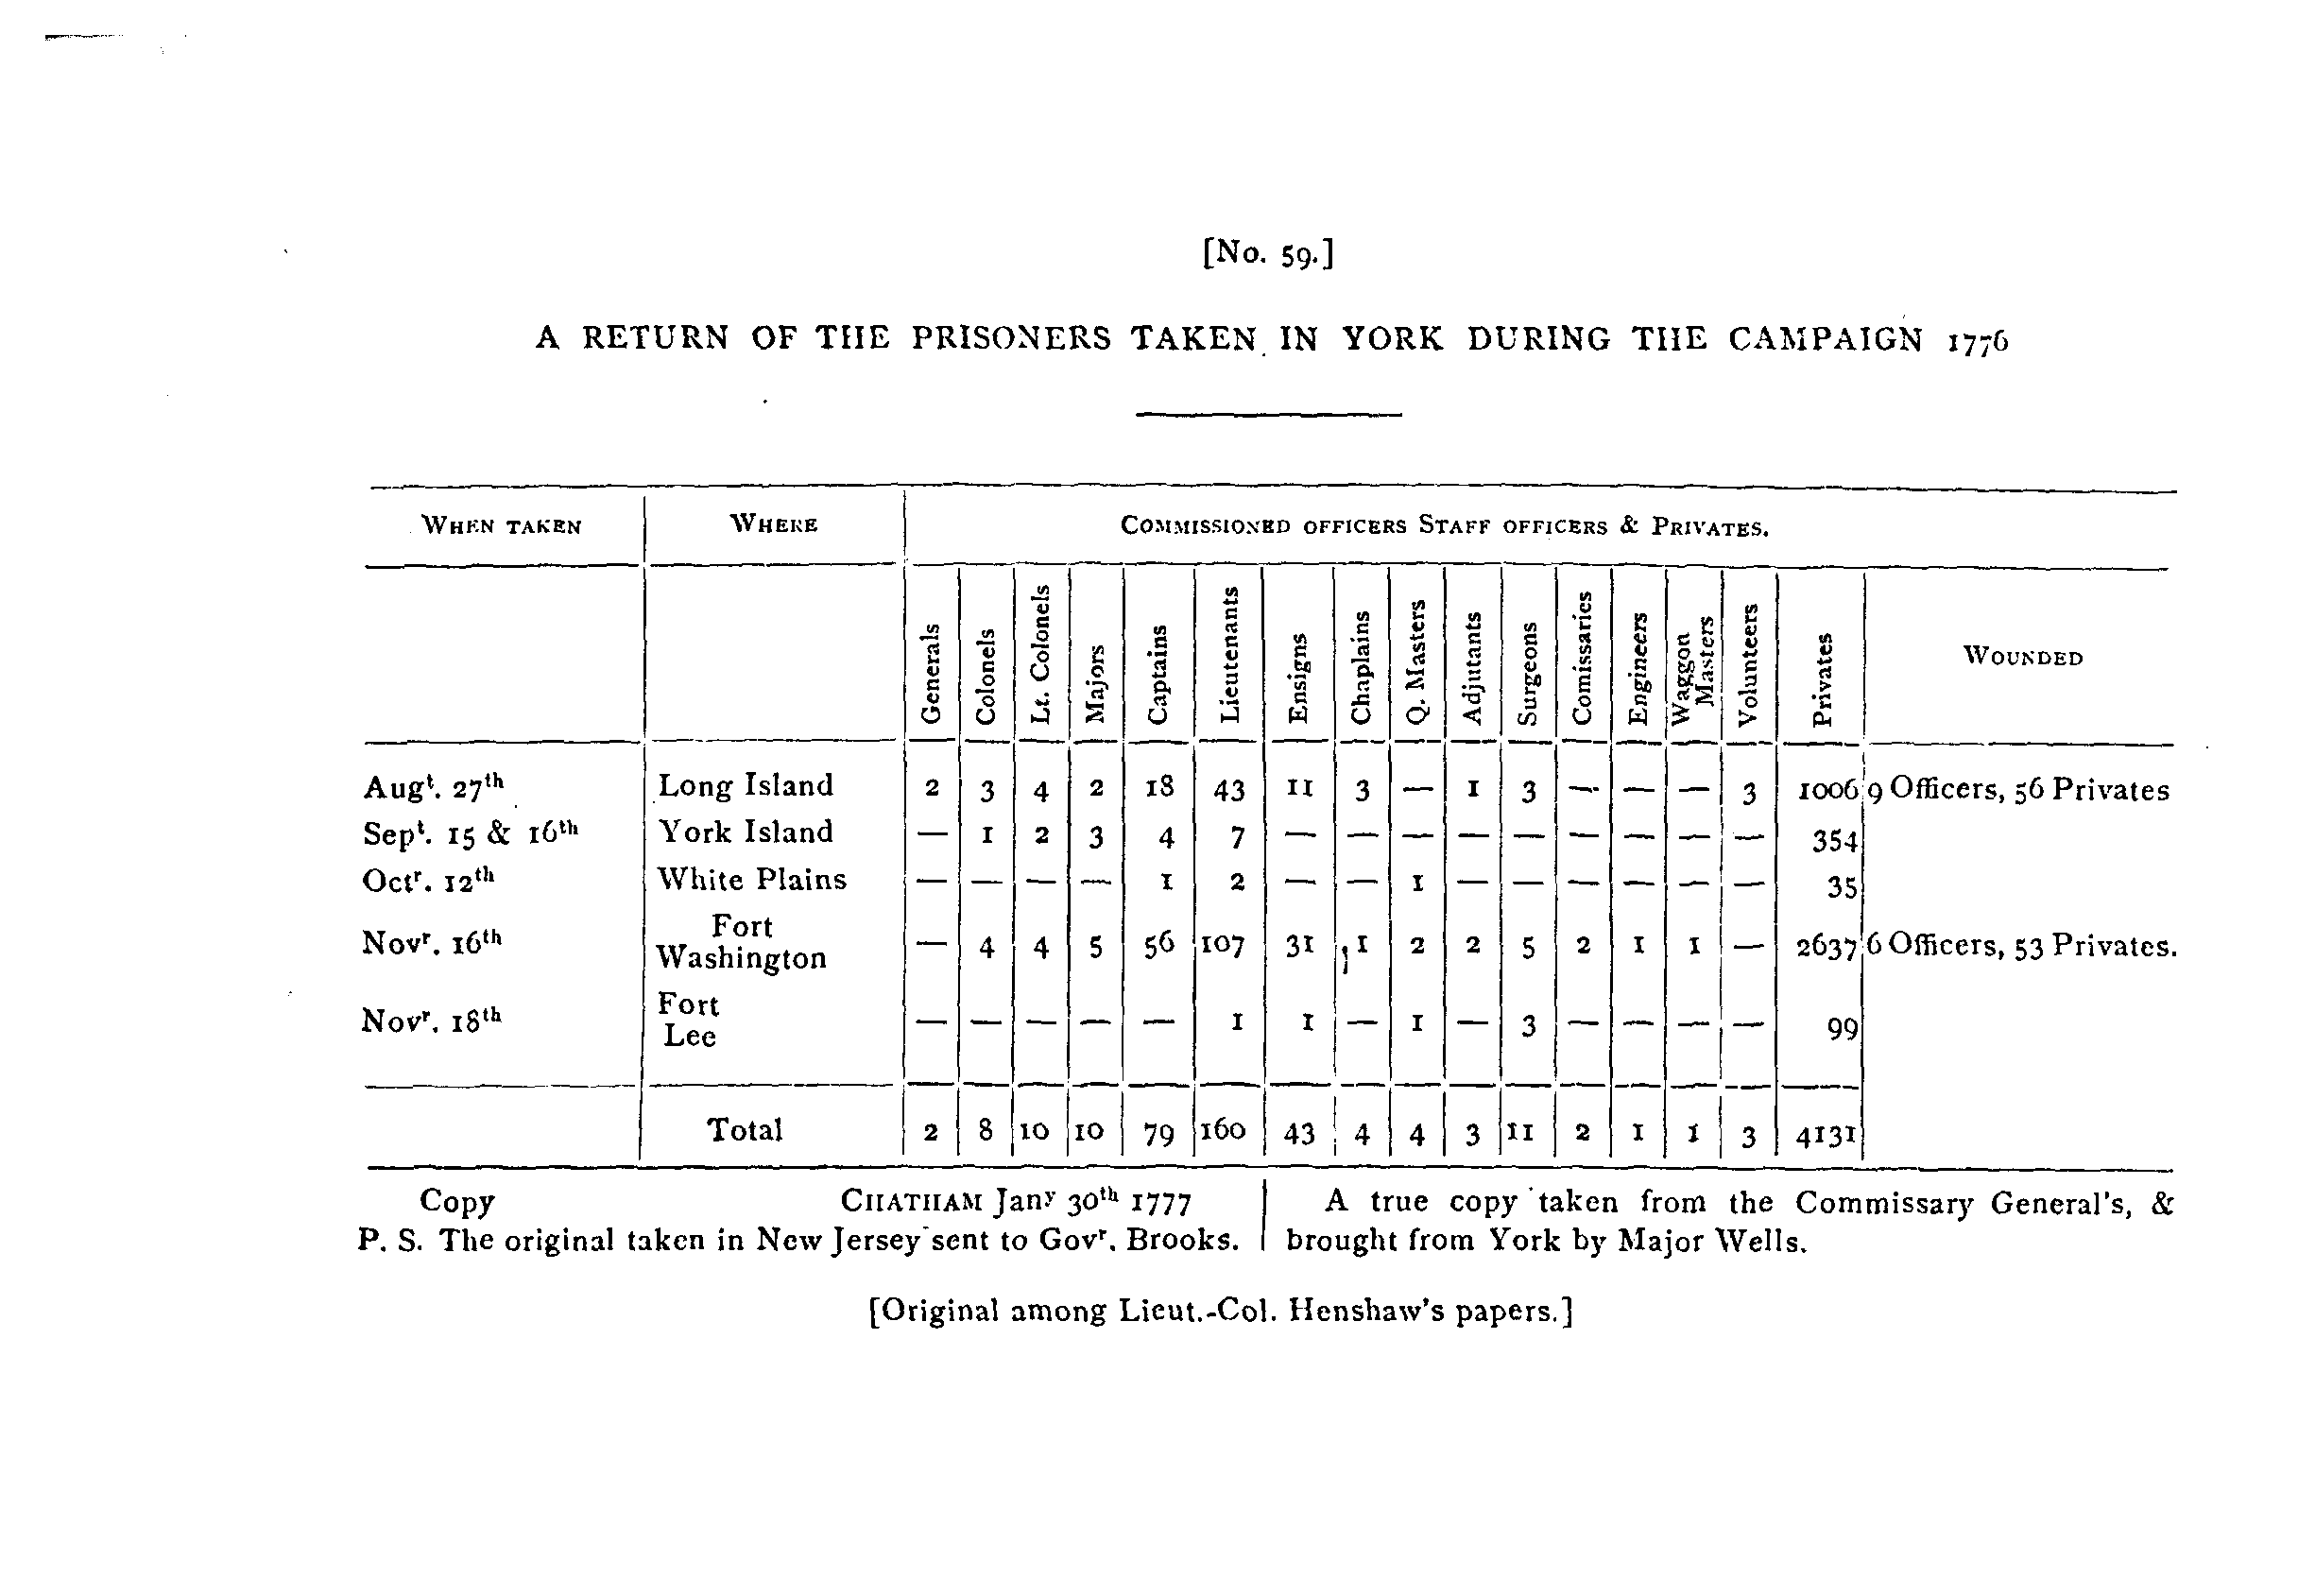 [No. 59.]
A RETURN OF THE PRISONERS TAKEN IN YORK DURING THE CAMPAIGN 1776
WHEN TAKEN WHERE COMMISSIONED OFFICERS STAFF OFFICERS & PRIVATES.
Generals Colonels Lt. Colonels Majors Captains Lieutenants Ensigns Chaplains Q. Masters Adjutants Surgeons Comissaries Engineers Waggon Masters Volunteers Privates WOUNDED
Augt. 27th Long Island 2 3 4 2 18 43 11 3 — 1 3 — — — 3 1006 9 Officers, 56 Privates
Sept. 15 & 16th York Island — 1 2 3 4 7 — — — — — — — — — 354
Octr. 12th White Plains — — — — 1 2 — — 1 — — — — — — 35
Novr. 16th Fort Washington — 4 4 5 56 107 31 1 2 2 5 2 1 1 — 2637 6 Officers, 53 Privates.
Novr. 18th Fort Lee — — — — — 1 1 — 1 — 3 — — — — 99
Total 2 8 10 10 79 160 43 4 4 3 11 2 1 1 3 4131
Copy CHATHAM Jany 30th 1777
P. S. The original taken in New Jersey sent to Govr. Brooks.
A true copy taken from the Commissary General's, &
brought from York by Major Wells.
[Original among Lieut.-Col. Henshaw's papers.]